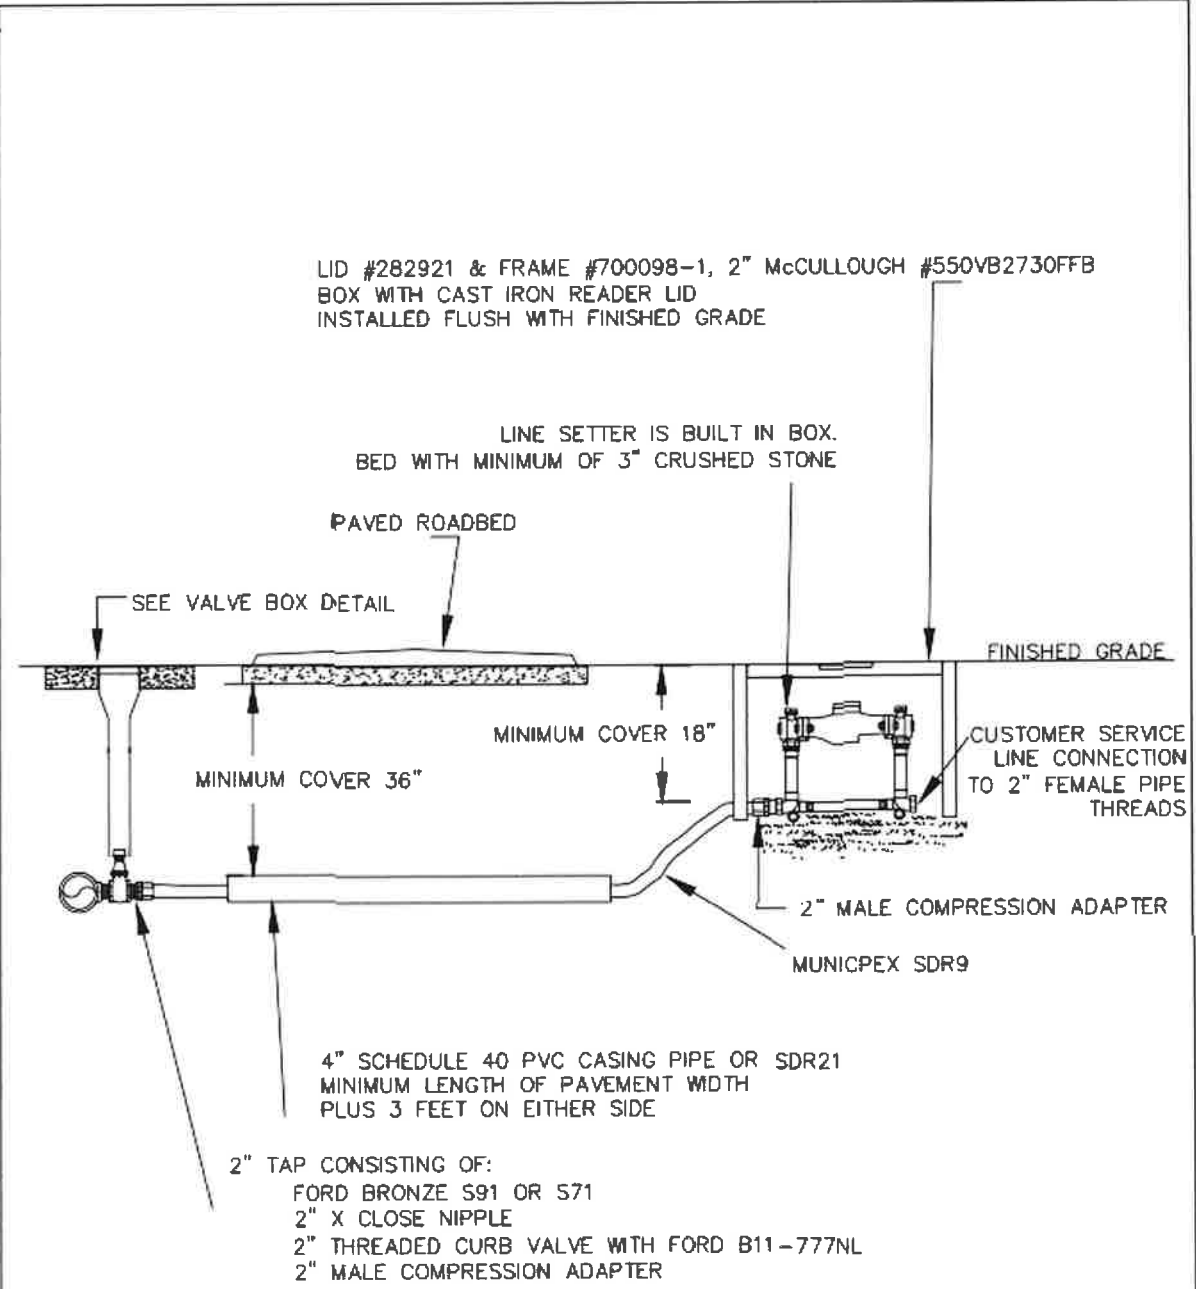 LID #282921 & FRAME #700098-1, 2" McCULLOUGH #550VB2730FFB
BOX WITH CAST IRON READER LID
INSTALLED FLUSH WITH FINISHED GRADE
LINE SETTER IS BUILT IN BOX.
BED WITH MINIMUM OF 3" CRUSHED STONE
PAVED ROADBED
SEE VALVE BOX DETAIL
FINISHED GRADE
MINIMUM COVER 18"
CUSTOMER SERVICE
LINE CONNECTION
TO 2" FEMALE PIPE
THREADS
MINIMUM COVER 36"
2" MALE COMPRESSION ADAPTER
MUNICPEX SDR9
4" SCHEDULE 40 PVC CASING PIPE OR SDR21
MINIMUM LENGTH OF PAVEMENT WIDTH
PLUS 3 FEET ON EITHER SIDE
2" TAP CONSISTING OF:
FORD BRONZE S91 OR S71
2" X CLOSE NIPPLE
2" THREADED CURB VALVE WITH FORD B11-777NL
2" MALE COMPRESSION ADAPTER